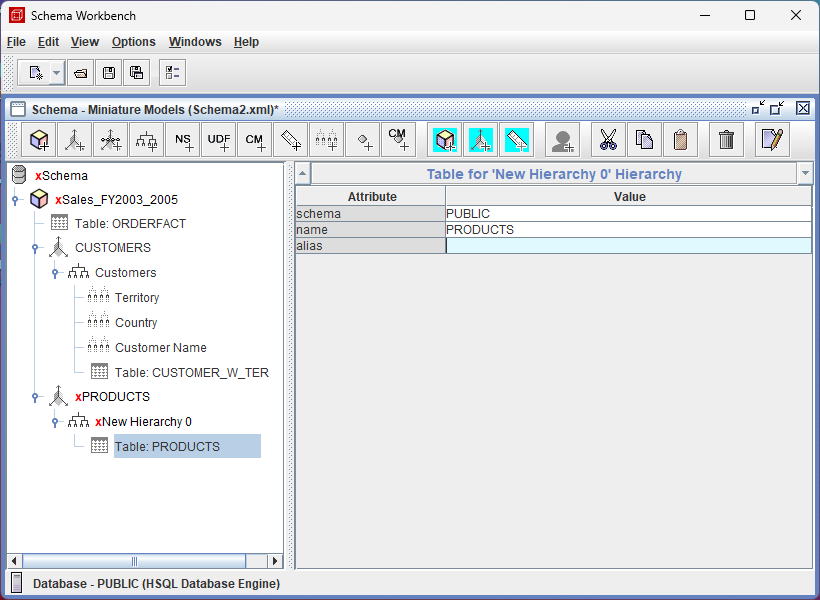 Schema Workbench
File Edit View Options Windows Help
Schema - Miniature Models (Schema2.xml)*
NS UDF CM CM
xSchema
xSales_FY2003_2005
Table: ORDERFACT
CUSTOMERS
Customers
Territory
Country
Customer Name
Table: CUSTOMER_W_TER
xPRODUCTS
xNew Hierarchy 0
Table: PRODUCTS
Table for 'New Hierarchy 0' Hierarchy
Attribute Value
schema PUBLIC
name PRODUCTS
alias
Database - PUBLIC (HSQL Database Engine)